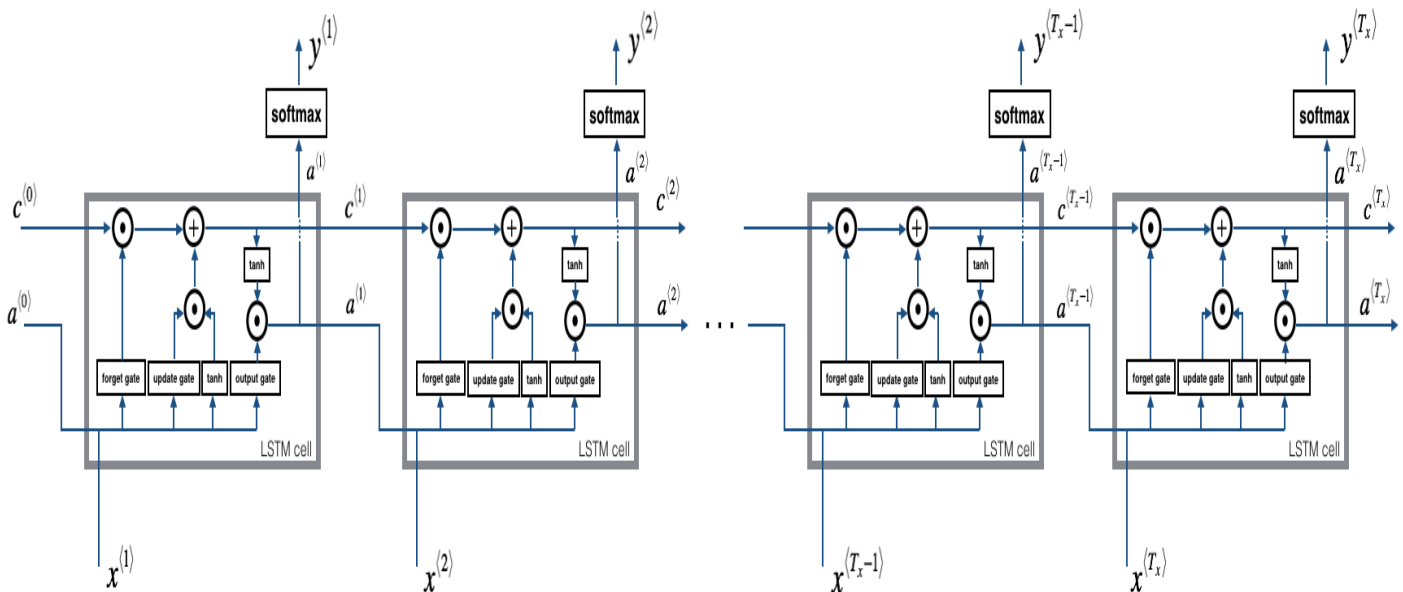 y⟨1⟩ y⟨2⟩ y⟨Tx−1⟩ y⟨Tx⟩
softmax softmax softmax softmax
a⟨1⟩ a⟨2⟩ a⟨Tx−1⟩ a⟨Tx⟩
c⟨0⟩ c⟨1⟩ c⟨2⟩ c⟨Tx−1⟩ c⟨Tx⟩
+ + + +
tanh tanh tanh tanh
a⟨0⟩ a⟨1⟩ a⟨2⟩ ... a⟨Tx−1⟩ a⟨Tx⟩
forget gate update gate tanh output gate forget gate update gate tanh output gate forget gate update gate tanh output gate forget gate update gate tanh output gate
LSTM cell LSTM cell LSTM cell LSTM cell
x⟨1⟩ x⟨2⟩ x⟨Tx−1⟩ x⟨Tx⟩